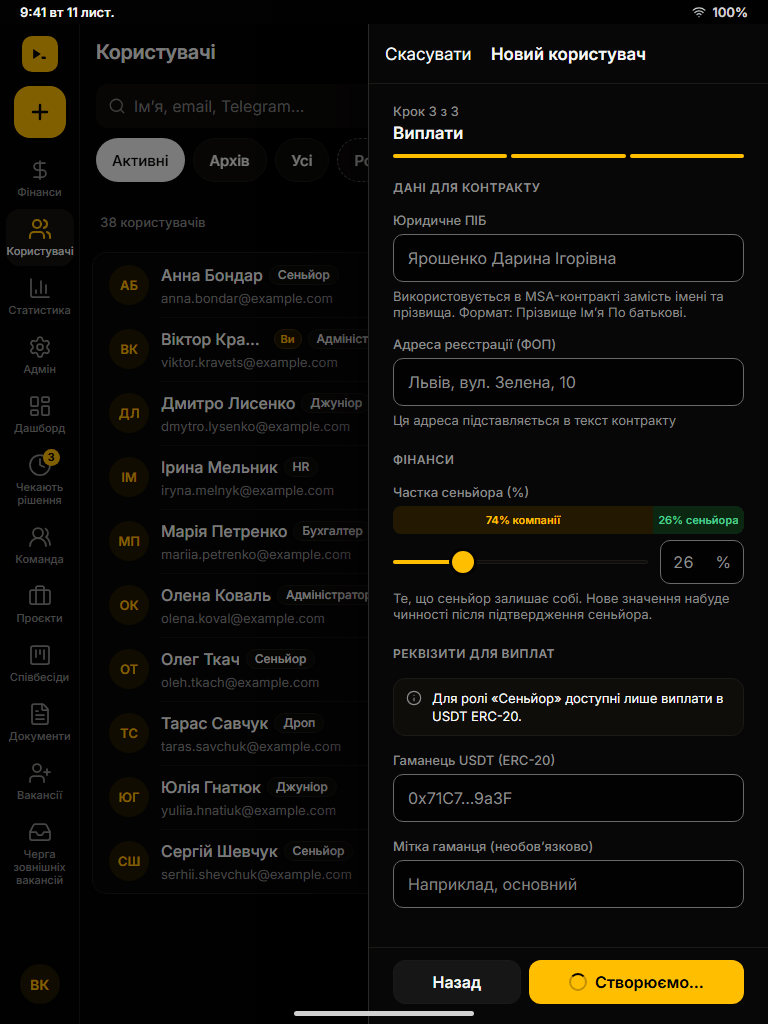 9:41 вт 11 лист.
100%
Фінанси
Користувачі
Статистика
Адмін
Дашборд
3
Чекають
рішення
Команда
Проєкти
Співбесіди
Документи
Вакансії
Черга
зовнішніх
вакансій
ВК
Користувачі
Ім’я, email, Telegram...
Активні
Архів
Усі
Ро
38 користувачів
АБ
Анна Бондар
Сеньйор
anna.bondar@example.com
ВК
Віктор Кра...
Ви
Адмініст
viktor.kravets@example.com
ДЛ
Дмитро Лисенко
Джуніор
dmytro.lysenko@example.com
ІМ
Ірина Мельник
HR
iryna.melnyk@example.com
МП
Марія Петренко
Бухгалтер
mariia.petrenko@example.com
ОК
Олена Коваль
Адміністратор
olena.koval@example.com
ОТ
Олег Ткач
Сеньйор
oleh.tkach@example.com
ТС
Тарас Савчук
Дроп
taras.savchuk@example.com
ЮГ
Юлія Гнатюк
Джуніор
yuliia.hnatiuk@example.com
СШ
Сергій Шевчук
Сеньйор
serhii.shevchuk@example.com
Скасувати
Новий користувач
Крок 3 з 3
Виплати
ДАНІ ДЛЯ КОНТРАКТУ
Юридичне ПІБ
Ярошенко Дарина Ігорівна
Використовується в MSA-контракті замість імені та
прізвища. Формат: Прізвище Ім’я По батькові.
Адреса реєстрації (ФОП)
Львів, вул. Зелена, 10
Ця адреса підставляється в текст контракту
ФІНАНСИ
Частка сеньйора (%)
74% компанії
26% сеньйора
26 %
Те, що сеньйор залишає собі. Нове значення набуде
чинності після підтвердження сеньйора.
РЕКВІЗИТИ ДЛЯ ВИПЛАТ
Для ролі «Сеньйор» доступні лише виплати в
USDT ERC-20.
Гаманець USDT (ERC-20)
0x71C7...9a3F
Мітка гаманця (необов’язково)
Наприклад, основний
Назад
Створюємо...